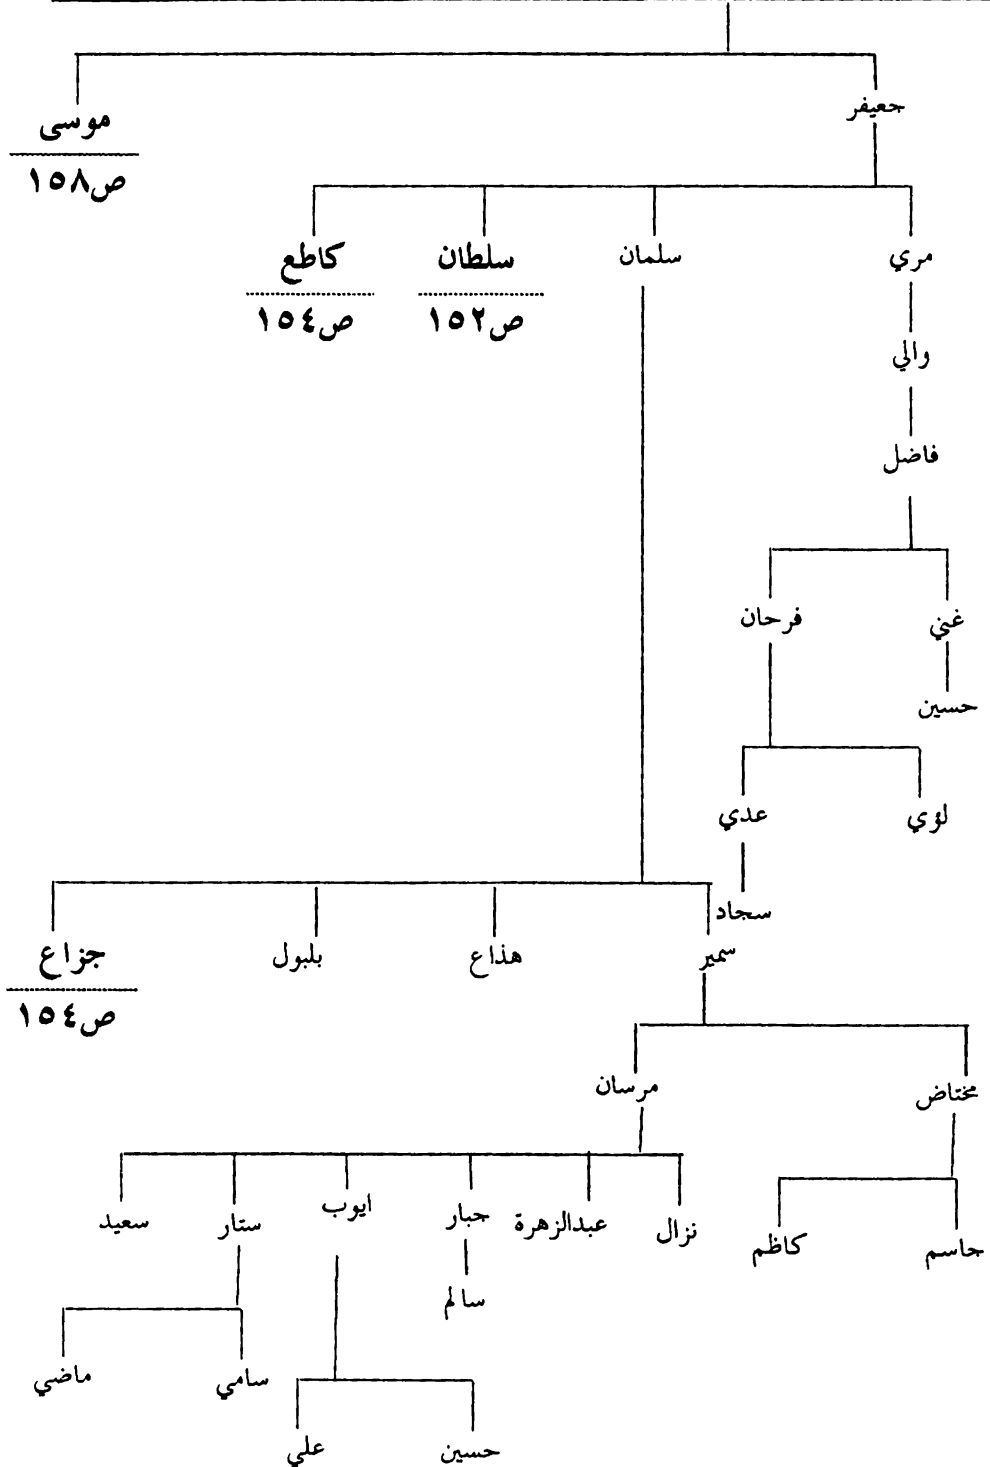 جعيفر
موسى
ص١٥٨
مري
سلمان
سلطان
ص١٥٢
كاطع
ص١٥٤
والي
فاضل
غني
فرحان
حسين
لؤي
عدي
سجاد
سمير
هذاع
بلبول
جزاع
ص١٥٤
مختاض
مرسان
جاسم
كاظم
نزال
عبدالزهرة
جبار
ايوب
ستار
سعيد
سالم
سامي
ماضي
حسين
علي